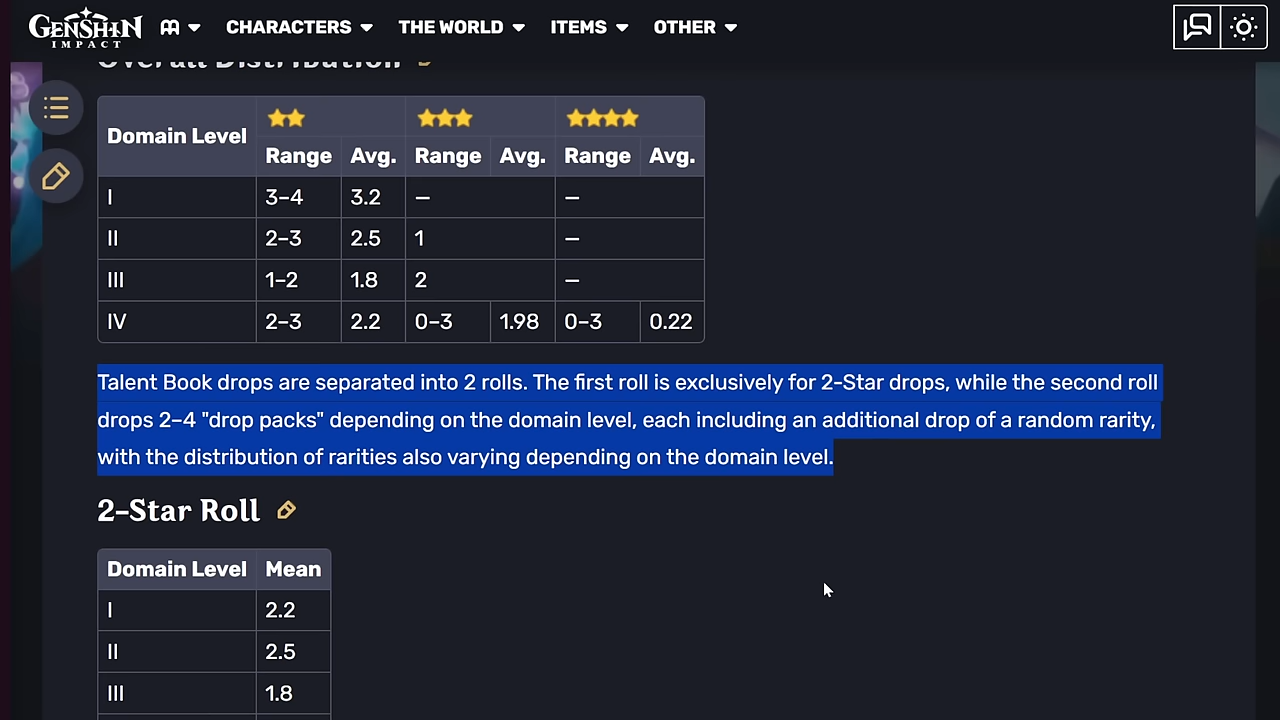 GENSHIN IMPACT CHARACTERS THE WORLD ITEMS OTHER
Overall Distribution
Domain Level
Range Avg. Range Avg. Range Avg.
I 3–4 3.2 — —
II 2–3 2.5 1 —
III 1–2 1.8 2 —
IV 2–3 2.2 0–3 1.98 0–3 0.22
Talent Book drops are separated into 2 rolls. The first roll is exclusively for 2-Star drops, while the second roll
drops 2–4 "drop packs" depending on the domain level, each including an additional drop of a random rarity,
with the distribution of rarities also varying depending on the domain level.
2-Star Roll
Domain Level Mean
I 2.2
II 2.5
III 1.8